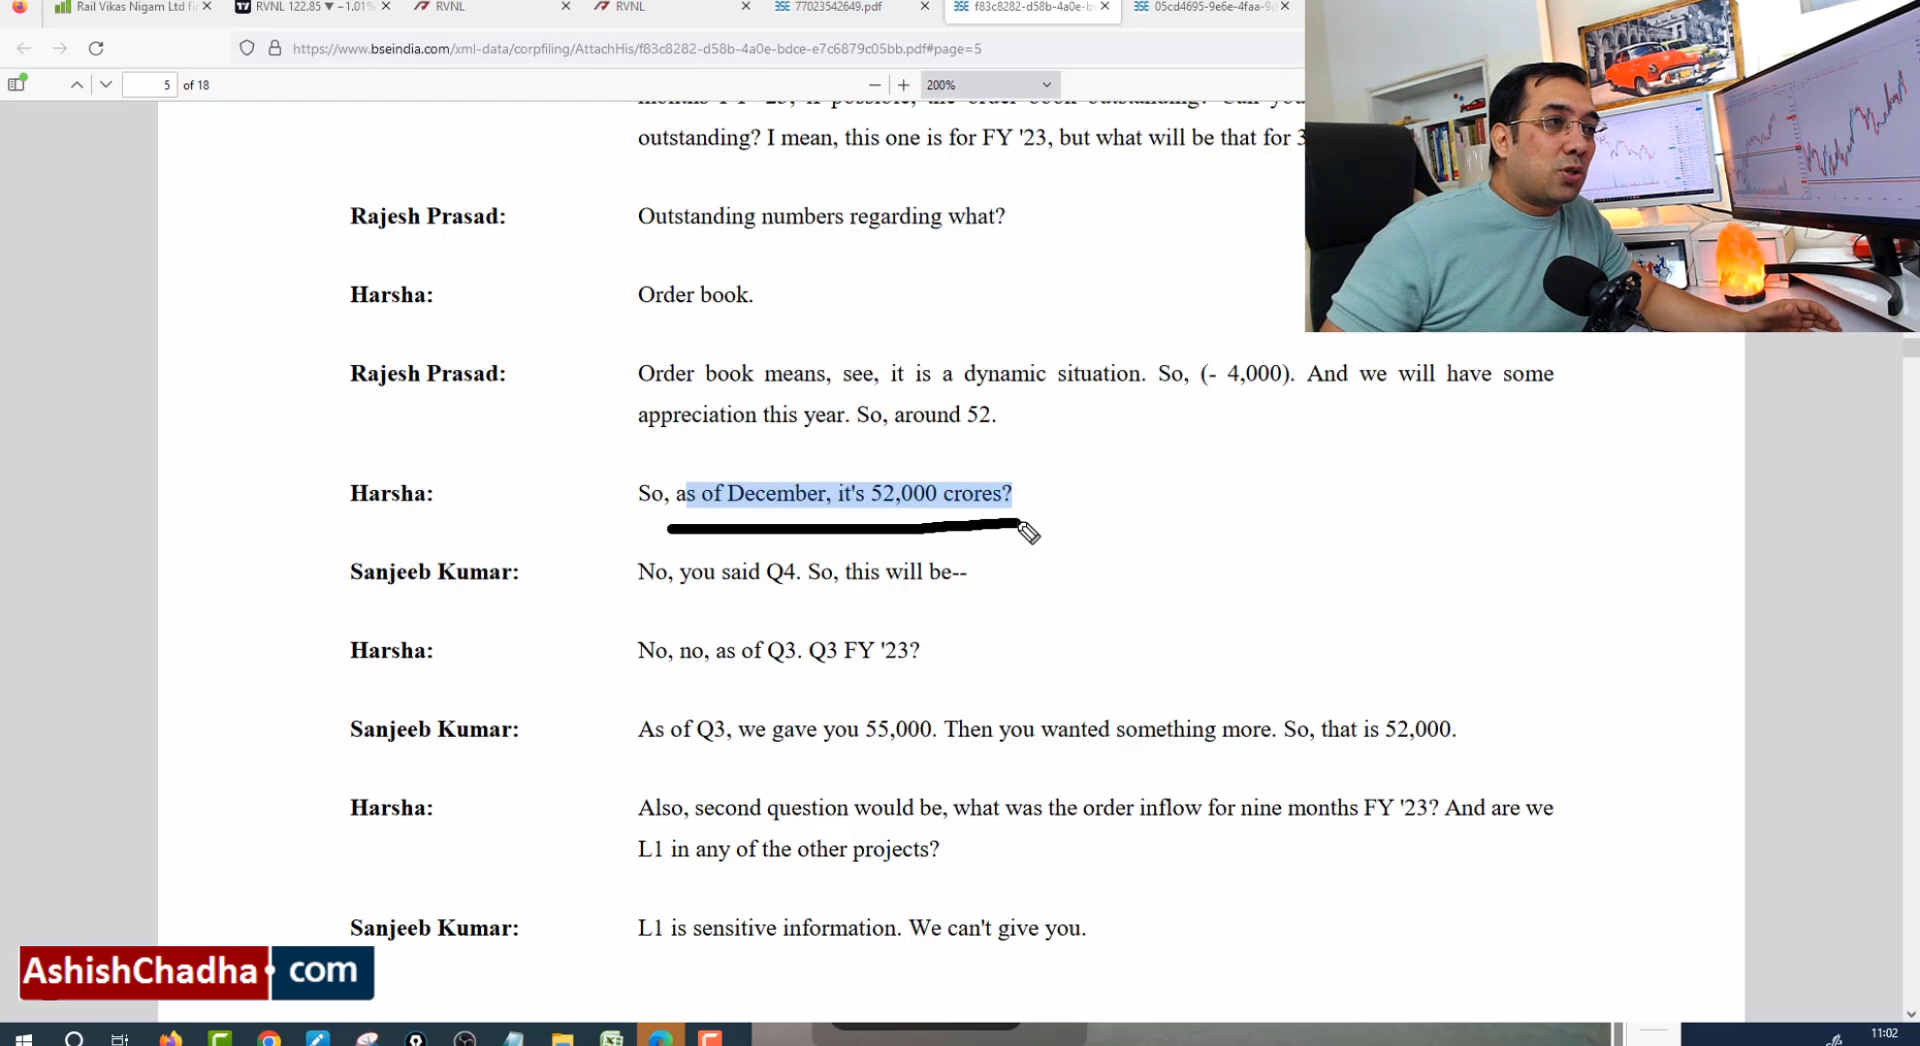 Rail Vikas Nigam Ltd fi
RVNL 122.85 ▼ −1.01%
RVNL
RVNL
77023542649.pdf
f83c8282-d58b-4a0e-b
05cd4695-9e6e-4faa-9
https://www.bseindia.com/xml-data/corpfiling/AttachHis/f83c8282-d58b-4a0e-bdce-e7c6879c05bb.pdf#page=5
5 of 18
200%
outstanding? I mean, this one is for FY '23, but what will be that for 3
Rajesh Prasad: Outstanding numbers regarding what?
Harsha: Order book.
Rajesh Prasad: Order book means, see, it is a dynamic situation. So, (- 4,000). And we will have some
appreciation this year. So, around 52.
Harsha: So, as of December, it's 52,000 crores?
Sanjeeb Kumar: No, you said Q4. So, this will be--
Harsha: No, no, as of Q3. Q3 FY '23?
Sanjeeb Kumar: As of Q3, we gave you 55,000. Then you wanted something more. So, that is 52,000.
Harsha: Also, second question would be, what was the order inflow for nine months FY '23? And are we
L1 in any of the other projects?
Sanjeeb Kumar: L1 is sensitive information. We can't give you.
AshishChadha.com
11:02